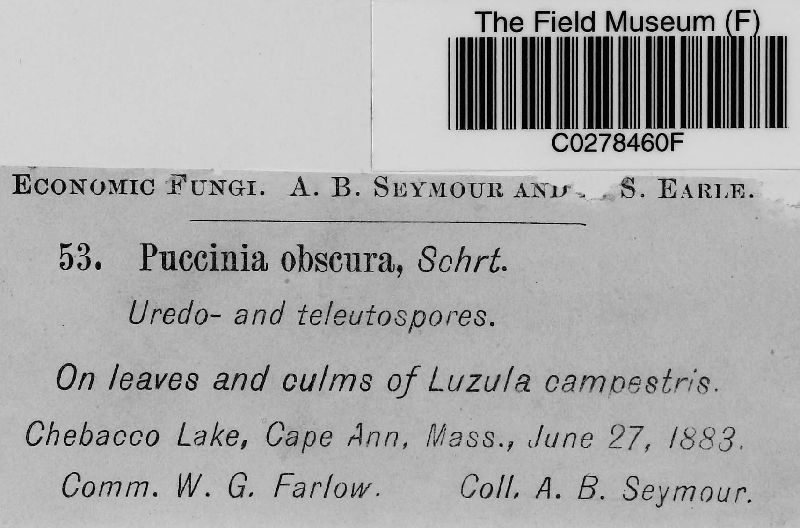 The Field Museum (F)
C0278460F
Economic Fungi. A. B. Seymour and S. Earle.
53. Puccinia obscura, Schrt.
Uredo- and teleutospores.
On leaves and culms of Luzula campestris.
Chebacco Lake, Cape Ann, Mass., June 27, 1883.
Comm. W. G. Farlow. Coll. A. B. Seymour.